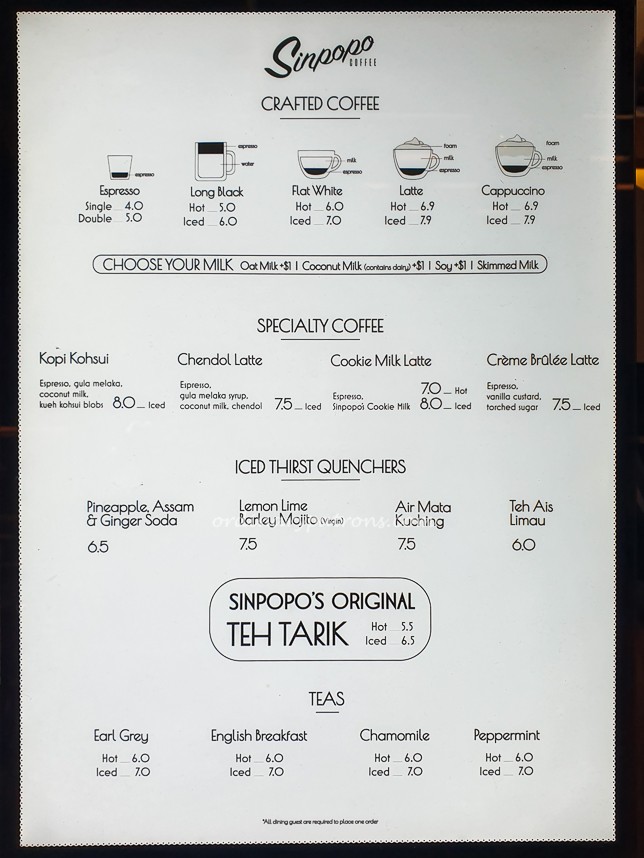 Sinpopo
COFFEE
CRAFTED COFFEE
espresso
espresso
water
milk
espresso
foam
milk
espresso
foam
milk
espresso
Espresso
Single 4.0
Double 5.0
Long Black
Hot 5.0
Iced 6.0
Flat White
Hot 6.0
Iced 7.0
Latte
Hot 6.9
Iced 7.9
Cappuccino
Hot 6.9
Iced 7.9
CHOOSE YOUR MILK Oat Milk +$1 | Coconut Milk (contains dairy) +$1 | Soy +$1 | Skimmed Milk
SPECIALTY COFFEE
Kopi Kohsui
Espresso, gula melaka,
coconut milk,
kueh kohsui blobs 8.0 Iced
Chendol Latte
Espresso,
gula melaka syrup,
coconut milk, chendol 7.5 Iced
Cookie Milk Latte
7.0 Hot
Espresso,
Sinpopo's Cookie Milk 8.0 Iced
Crème Brûlée Latte
Espresso,
vanilla custard,
torched sugar 7.5 Iced
ICED THIRST QUENCHERS
Pineapple, Assam
& Ginger Soda
6.5
Lemon Lime
Barley Mojito (Virgin)
7.5
Air Mata
Kuching
7.5
Teh Ais
Limau
6.0
SINPOPO'S ORIGINAL
TEH TARIK
Hot 5.5
Iced 6.5
TEAS
Earl Grey
Hot 6.0
Iced 7.0
English Breakfast
Hot 6.0
Iced 7.0
Chamomile
Hot 6.0
Iced 7.0
Peppermint
Hot 6.0
Iced 7.0
*All dining guest are required to place one order